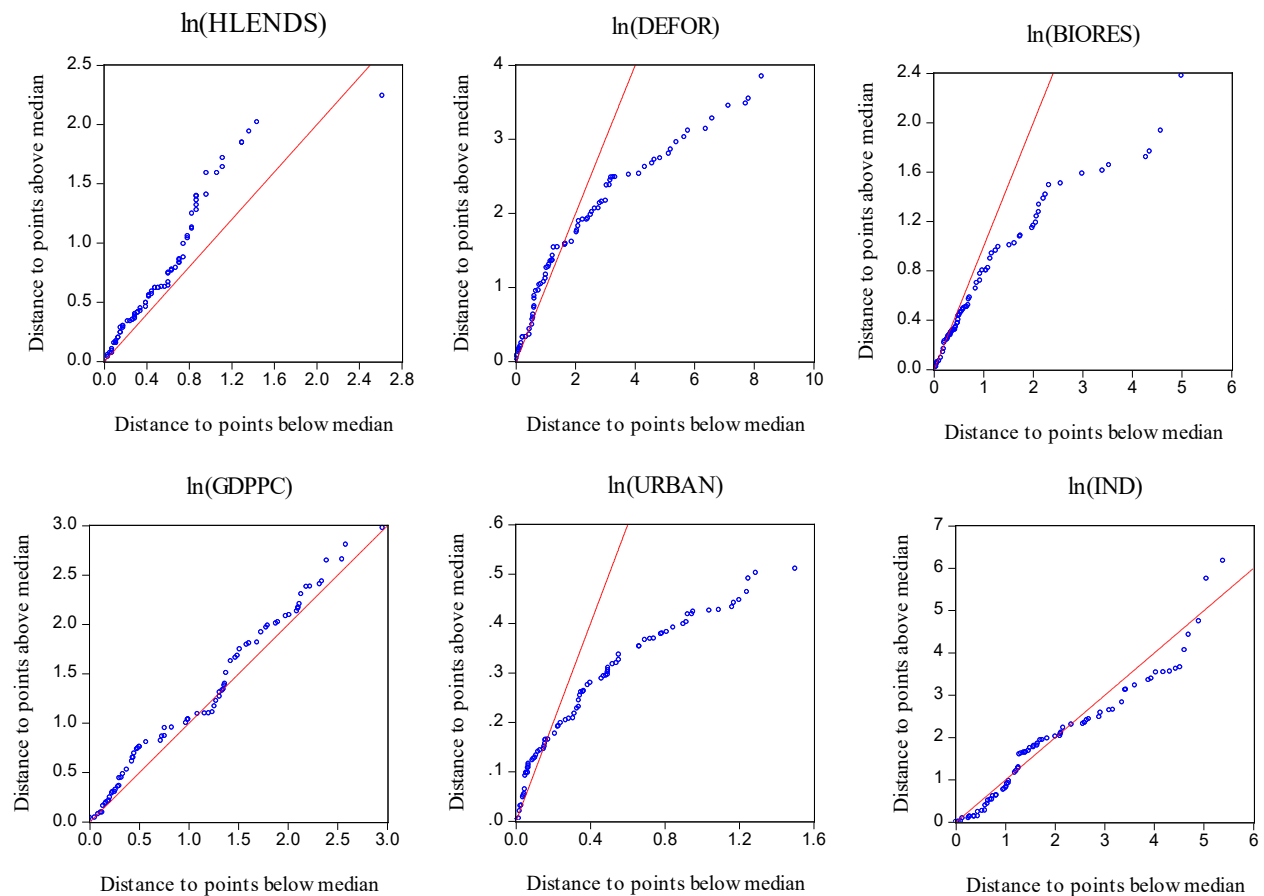 ln(HLENDS)
Distance to points above median
2.5
2.0
1.5
1.0
0.5
0.0
0.0 0.4 0.8 1.2 1.6 2.0 2.4 2.8
Distance to points below median
ln(DEFOR)
Distance to points above median
4
3
2
1
0
0 2 4 6 8 10
Distance to points below median
ln(BIORES)
Distance to points above median
2.4
2.0
1.6
1.2
0.8
0.4
0.0
0 1 2 3 4 5 6
Distance to points below median
ln(GDPPC)
Distance to points above median
3.0
2.5
2.0
1.5
1.0
0.5
0.0
0.0 0.5 1.0 1.5 2.0 2.5 3.0
Distance to points below median
ln(URBAN)
Distance to points above median
.6
.5
.4
.3
.2
.1
.0
0.0 0.4 0.8 1.2 1.6
Distance to points below median
ln(IND)
Distance to points above median
7
6
5
4
3
2
1
0
0 1 2 3 4 5 6
Distance to points below median